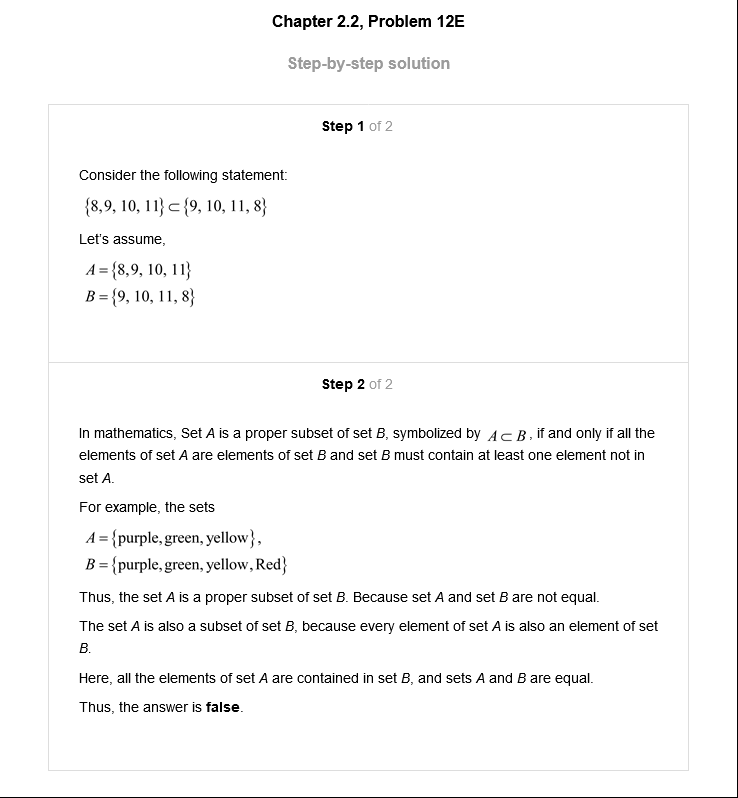 Chapter 2.2, Problem 12E
Step-by-step solution
Step 1 of 2
Consider the following statement:
{8,9, 10, 11} ⊂ {9, 10, 11, 8}
Let's assume,
A = {8,9, 10, 11}
B = {9, 10, 11, 8}
Step 2 of 2
In mathematics, Set A is a proper subset of set B, symbolized by A ⊂ B, if and only if all the
elements of set A are elements of set B and set B must contain at least one element not in
set A.
For example, the sets
A = {purple, green, yellow},
B = {purple, green, yellow, Red}
Thus, the set A is a proper subset of set B. Because set A and set B are not equal.
The set A is also a subset of set B, because every element of set A is also an element of set
B.
Here, all the elements of set A are contained in set B, and sets A and B are equal.
Thus, the answer is false.